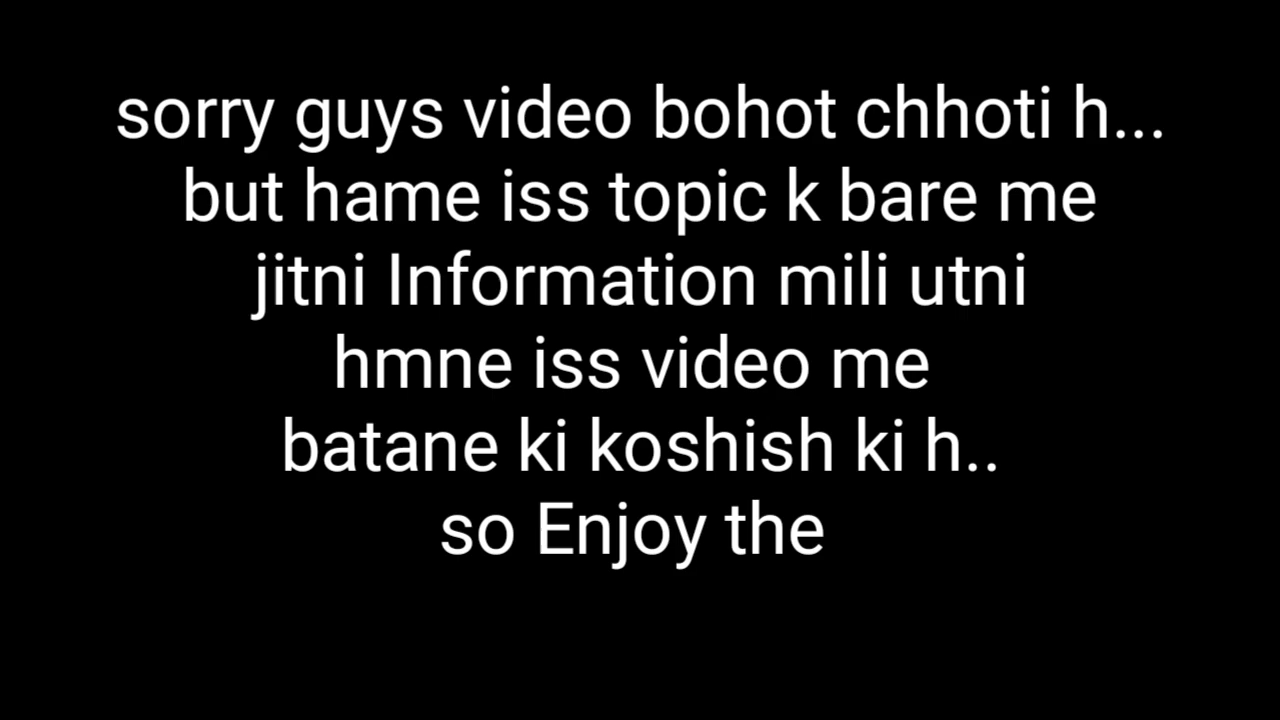 sorry guys video bohot chhoti h...
but hame iss topic k bare me
jitni Information mili utni
hmne iss video me
batane ki koshish ki h..
so Enjoy the